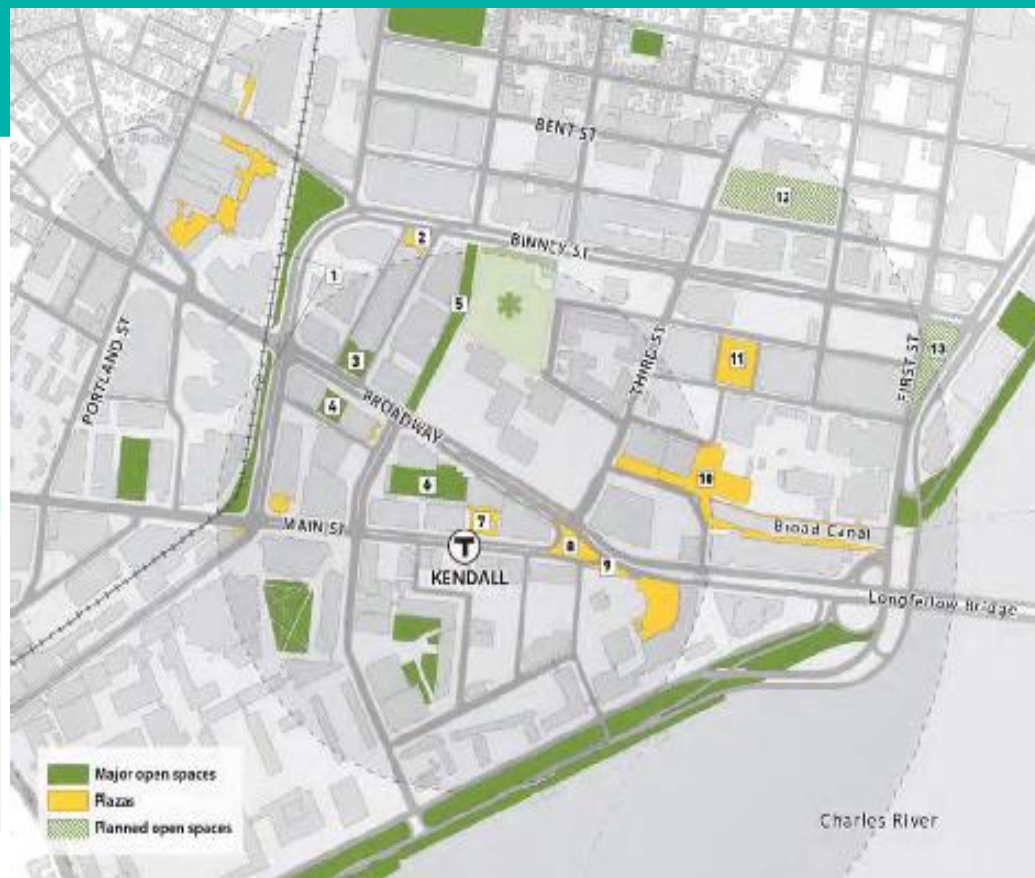 BENT ST
12
2
BINNEY ST
1
5
13
THIRD ST
FIRST ST
11
3
PORTLAND ST
4
BROADWAY
6
10
7
MAIN ST
Broad Canal
8
T
9
KENDALL
Longfellow Bridge
Major open spaces
Plazas
Planned open spaces
Charles River